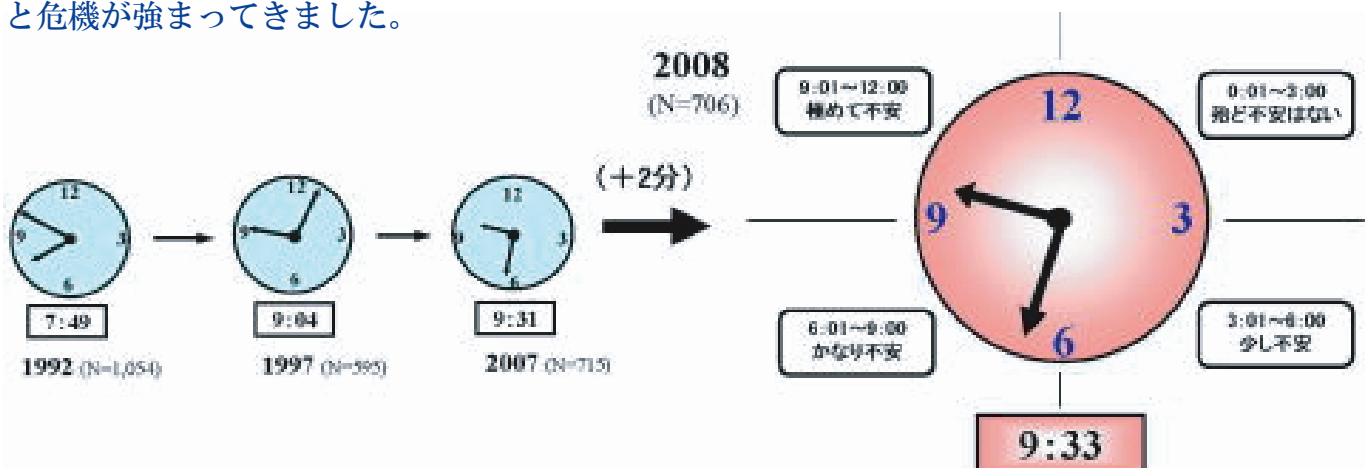 と危機が強まってきました。
2008
(N=706)
9:01～12:00
極めて不安
0:01～3:00
殆ど不安はない
12
3
6
9
6:01～9:00
かなり不安
3:01～6:00
少し不安
9:33
(+2分)
12
3
6
9
7:49
1992 (N=1,054)
12
3
6
9
9:04
1997 (N=595)
12
3
6
9
9:31
2007 (N=715)